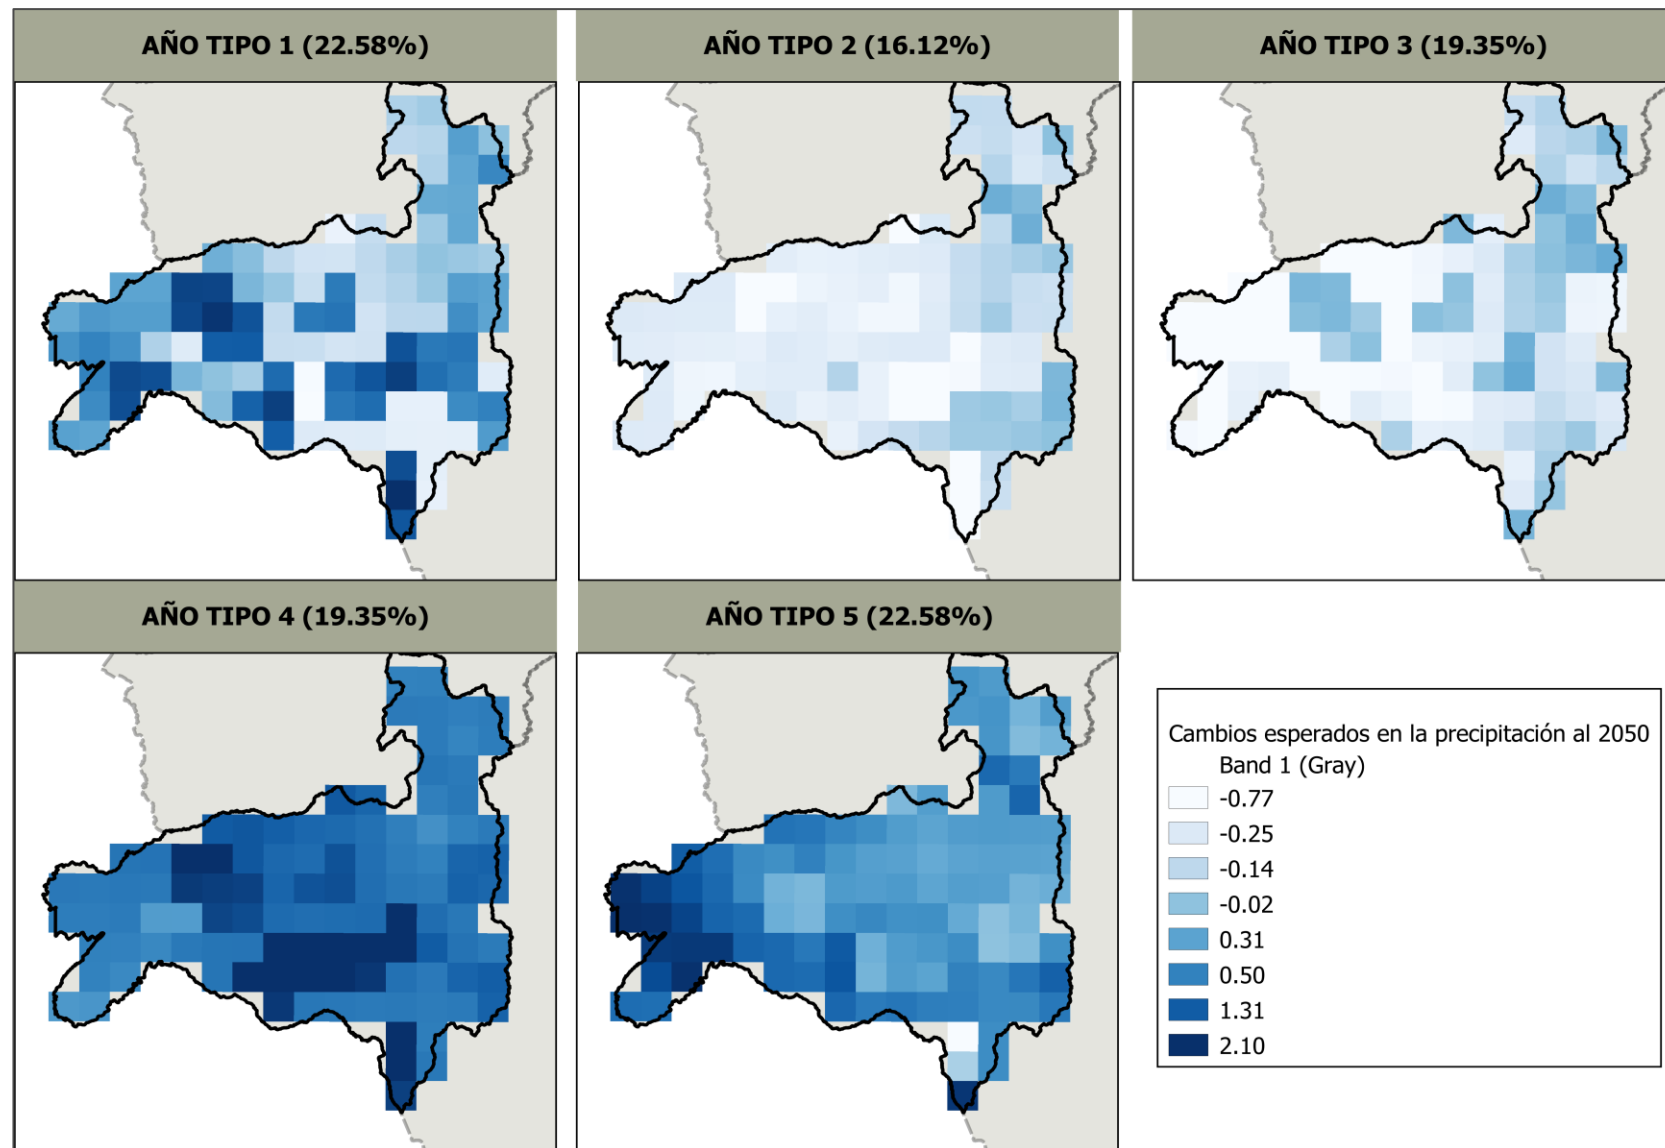 AÑO TIPO 1 (22.58%)
AÑO TIPO 2 (16.12%)
AÑO TIPO 3 (19.35%)
AÑO TIPO 4 (19.35%)
AÑO TIPO 5 (22.58%)
Cambios esperados en la precipitación al 2050
Band 1 (Gray)
-0.77
-0.25
-0.14
-0.02
0.31
0.50
1.31
2.10